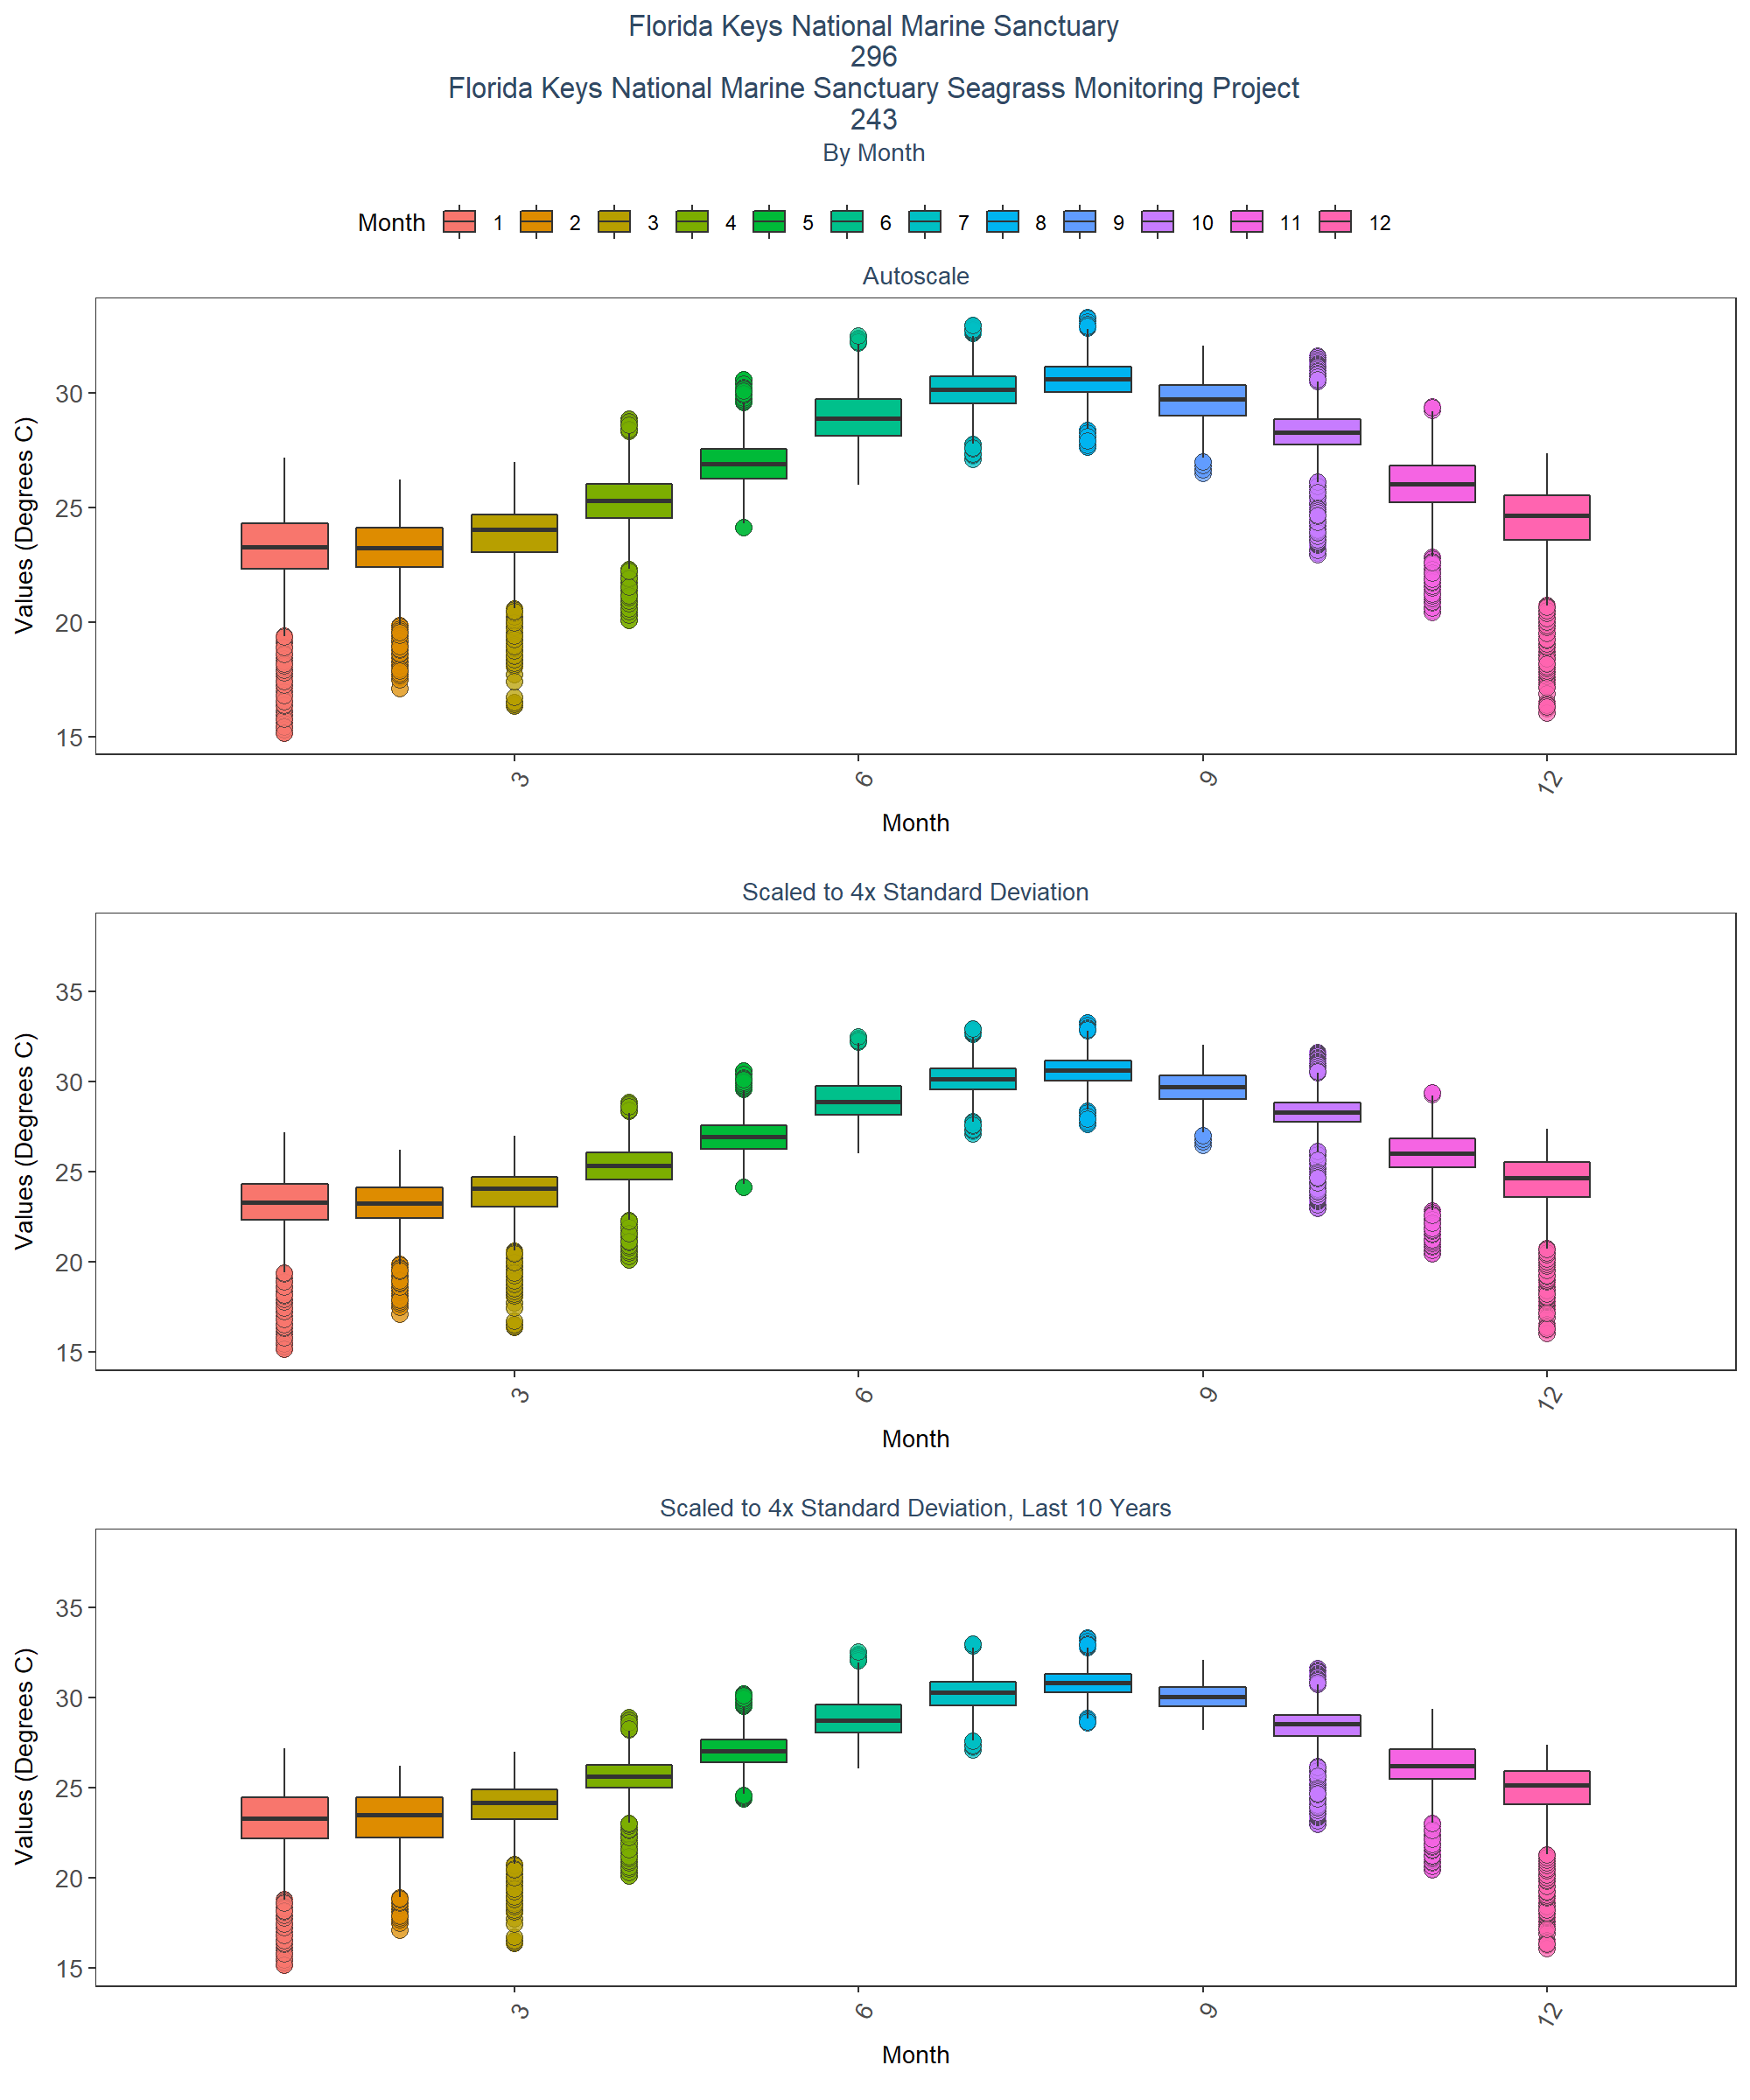 Florida Keys National Marine Sanctuary
296
Florida Keys National Marine Sanctuary Seagrass Monitoring Project
243
By Month
Month 1 2 3 4 5 6 7 8 9 10 11 12
Autoscale
Values (Degrees C)
30
25
20
15
3 6 9 12
Month
Scaled to 4x Standard Deviation
Values (Degrees C)
35
30
25
20
15
3 6 9 12
Month
Scaled to 4x Standard Deviation, Last 10 Years
Values (Degrees C)
35
30
25
20
15
3 6 9 12
Month